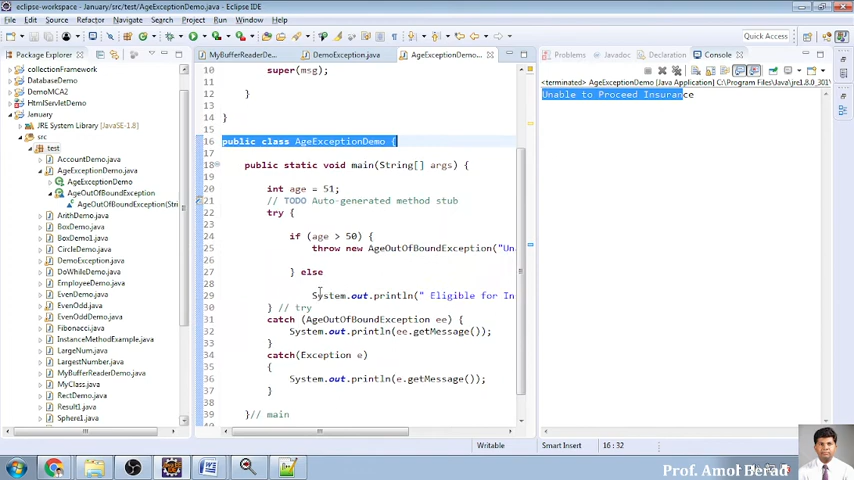 eclipse-workspace - January/src/test/AgeExceptionDemo.java - Eclipse IDE
File Edit Source Refactor Navigate Search Project Run Window Help
Quick Access
Package Explorer
MyBufferReaderDe...
DemoException.java
AgeExceptionDemo...
Problems
Javadoc
Declaration
Console
collectionFramework
DatabaseDemo
DemoMCA2
HtmlServletDemo
January
JRE System Library [JavaSE-1.8]
src
test
AccountDemo.java
AgeExceptionDemo.java
AgeExceptionDemo
AgeOutOfBoundException
AgeOutOfBoundException(Stri
ArithDemo.java
BoxDemo.java
BoxDemo1.java
CircleDemo.java
DemoException.java
DoWhileDemo.java
EmployeeDemo.java
EvenDemo.java
EvenOdd.java
Fibonacci.java
InstanceMethodExample.java
LargeNum.java
LargestNumber.java
MyBufferReaderDemo.java
MyClass.java
RectDemo.java
Result1.java
Sphere1.java
10 super(msg);
11
12 }
13
14 }
15
16 public class AgeExceptionDemo {
17
18 public static void main(String[] args) {
19
20 int age = 51;
21 // TODO Auto-generated method stub
22 try {
23
24 if (age > 50) {
25 throw new AgeOutOfBoundException("Un
26
27 } else
28
29 System.out.println(" Eligible for In
30 } // try
31 catch (AgeOutOfBoundException ee) {
32 System.out.println(ee.getMessage());
33 }
34 catch(Exception e)
35 {
36 System.out.println(e.getMessage());
37 }
38
39 }// main
<terminated> AgeExceptionDemo [Java Application] C:\Program Files\Java\jre1.8.0_301\
Unable to Proceed Insurance
Writable
Smart Insert
16 : 32
Prof. Amol Berad